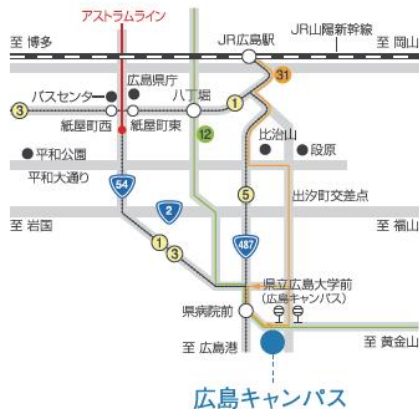 アストラムライン
JR山陽新幹線
至 博多
JR広島駅
至 岡山
31
広島県庁
バスセンター
八丁堀
3
1
紙屋町西
紙屋町東
12
比治山
段原
平和公園
平和大通り
54
5
出汐町交差点
2
至 岩国
487
至 福山
1
3
県立広島大学前
(広島キャンパス)
県病院前
至 広島港
至 黄金山
広島キャンパス